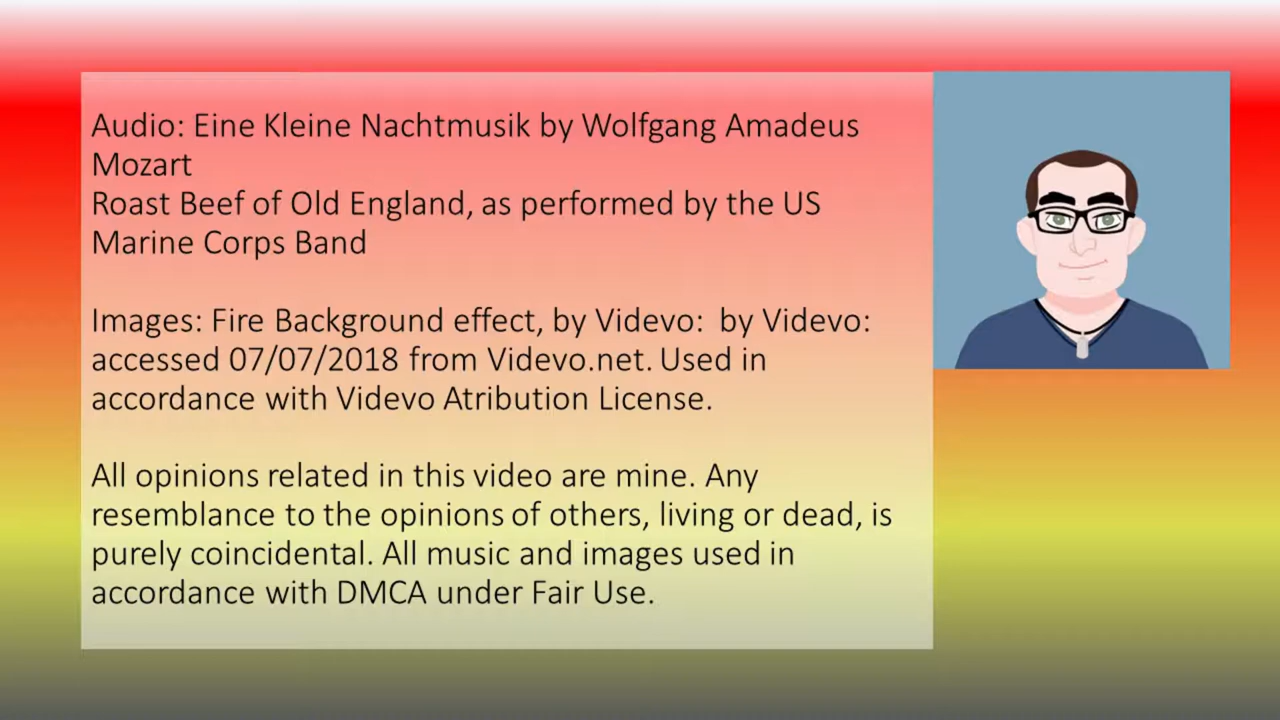 Audio: Eine Kleine Nachtmusik by Wolfgang Amadeus
Mozart
Roast Beef of Old England, as performed by the US
Marine Corps Band
Images: Fire Background effect, by Videvo:  by Videvo:
accessed 07/07/2018 from Videvo.net. Used in
accordance with Videvo Atribution License.
All opinions related in this video are mine. Any
resemblance to the opinions of others, living or dead, is
purely coincidental. All music and images used in
accordance with DMCA under Fair Use.